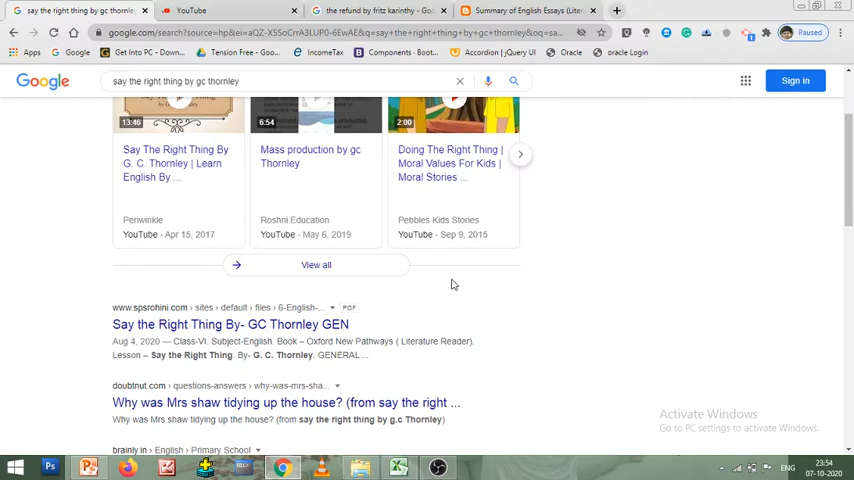 say the right thing by gc thornley
YouTube
the refund by fritz karinthy - Goo
Summary of English Essays (Litera
google.com/search?source=hp&ei=aQZ-X5SoCrrA3LUP0-6EwAE&q=say+the+right+thing+by+gc+thornley&oq=sa
Paused
Apps
Google
Get Into PC - Down...
Tension Free - Goo...
IncomeTax
Components · Boots...
Accordion | jQuery UI
Oracle
oracle Login
Google
say the right thing by gc thornley
Sign in
by G. C. Thornley
13:46
6:54
2:00
Say The Right Thing By
G. C. Thornley | Learn
English By ...
Mass production by gc
Thornley
Doing The Right Thing |
Moral Values For Kids |
Moral Stories ...
Periwinkle
YouTube - Apr 15, 2017
Roshni Education
YouTube - May 6, 2019
Pebbles Kids Stories
YouTube - Sep 9, 2015
View all
www.spsrohini.com › sites › default › files › 6-English-...
PDF
Say the Right Thing By- GC Thornley GEN
Aug 4, 2020 — Class-VI. Subject-English. Book – Oxford New Pathways ( Literature Reader).
Lesson – Say the Right Thing. By- G. C. Thornley. GENERAL ...
doubtnut.com › questions-answers › why-was-mrs-sha...
Why was Mrs shaw tidying up the house? (from say the right ...
Why was Mrs shaw tidying up the house? (from say the right thing by g.c Thornley)
brainly.in › English › Primary School
Activate Windows
Go to PC settings to activate Windows.
Ps
ENG
23:54
07-10-2020